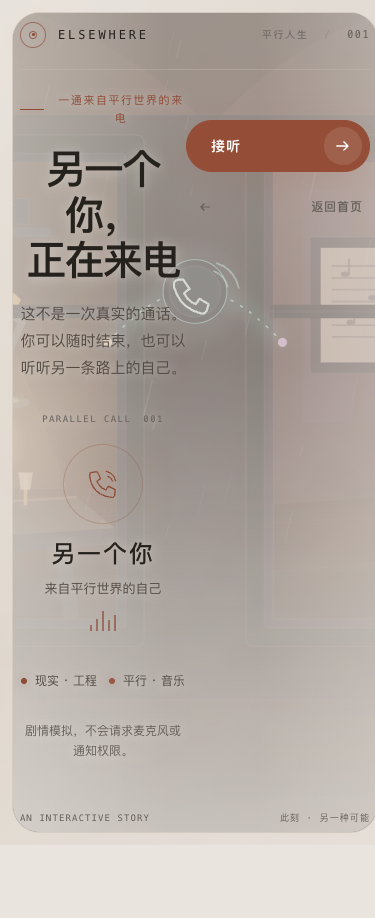 ELSEWHERE
平行人生 / 001
一通来自平行世界的来
电
另一个
你，
正在来电
接听
返回首页
这不是一次真实的通话。
你可以随时结束，也可以
听听另一条路上的自己。
PARALLEL CALL 001
另一个你
来自平行世界的自己
现实 · 工程 平行 · 音乐
剧情模拟，不会请求麦克风或
通知权限。
AN INTERACTIVE STORY
此刻 · 另一种可能